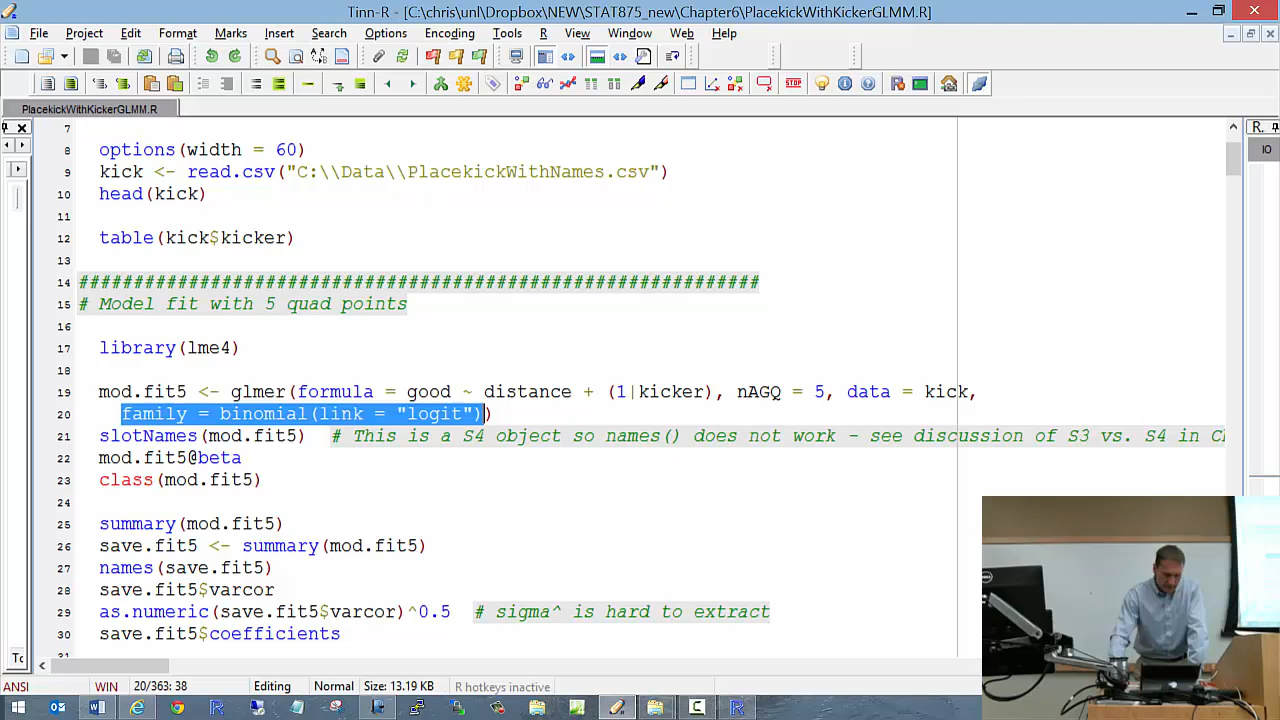 Tinn-R - [C:\chris\unl\Dropbox\NEW\STAT875_new\Chapter6\PlacekickWithKickerGLMM.R]
File Project Edit Format Marks Insert Search Options Encoding Tools R View Window Web Help
PlacekickWithKickerGLMM.R
R.
IO
7
8 options(width = 60)
9 kick <- read.csv("C:\\Data\\PlacekickWithNames.csv")
10 head(kick)
11
12 table(kick$kicker)
13
14 ##############################################################
15 # Model fit with 5 quad points
16
17 library(lme4)
18
19 mod.fit5 <- glmer(formula = good ~ distance + (1|kicker), nAGQ = 5, data = kick,
20 family = binomial(link = "logit"))
21 slotNames(mod.fit5) # This is a S4 object so names() does not work - see discussion of S3 vs. S4 in C
22 mod.fit5@beta
23 class(mod.fit5)
24
25 summary(mod.fit5)
26 save.fit5 <- summary(mod.fit5)
27 names(save.fit5)
28 save.fit5$varcor
29 as.numeric(save.fit5$varcor)^0.5 # sigma^ is hard to extract
30 save.fit5$coefficients
31
To
ANSI WIN 20/363: 38 Editing Normal Size: 13.19 KB R hotkeys inactive